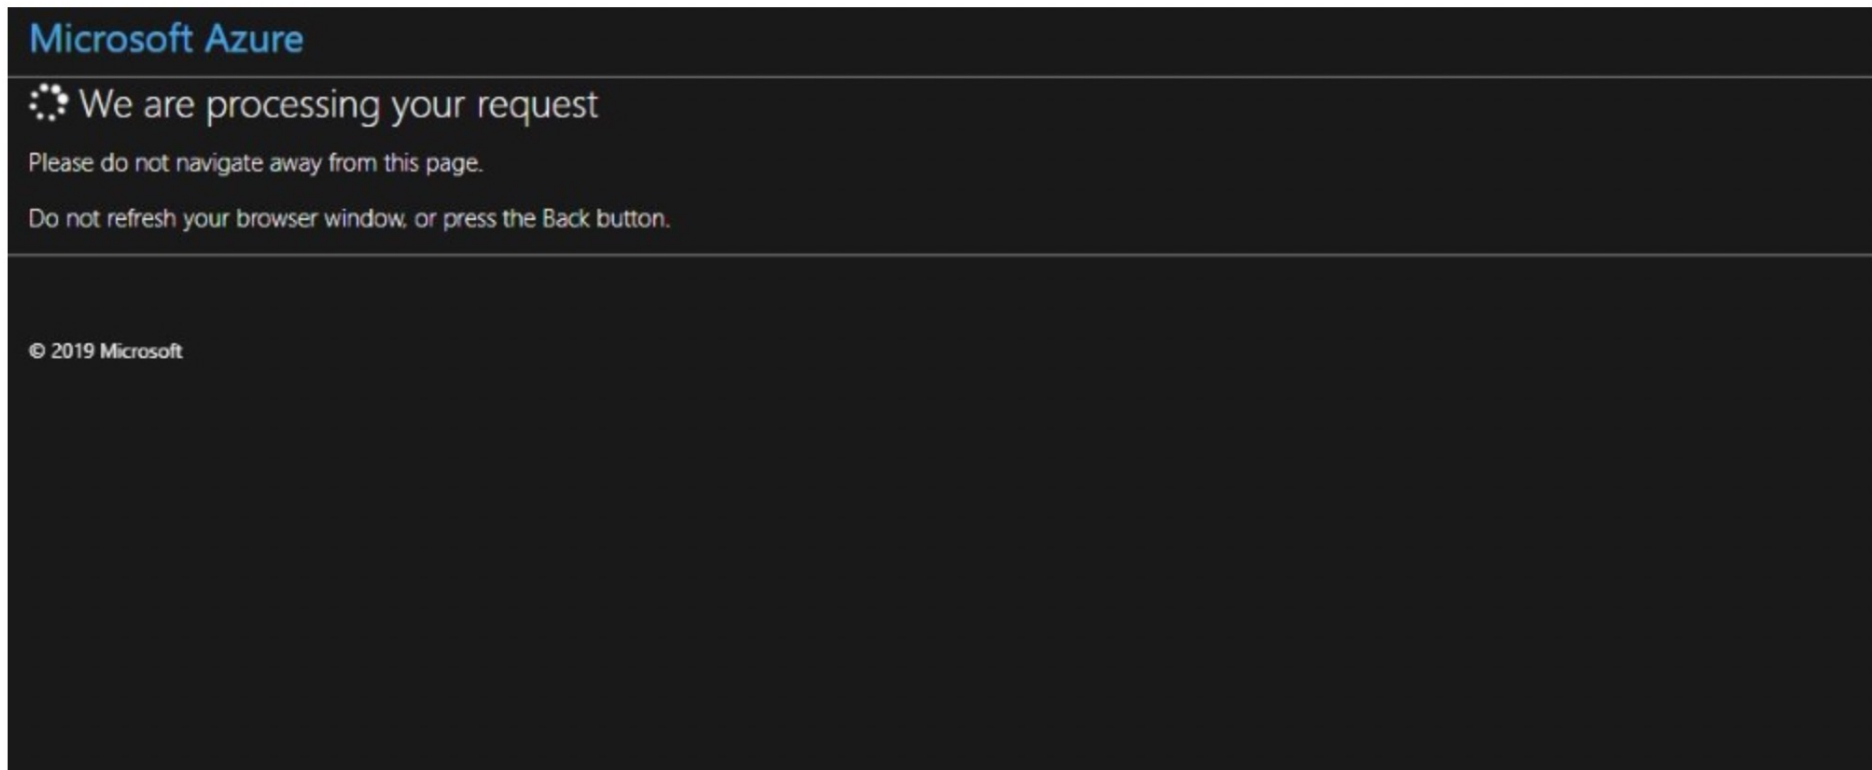 Microsoft Azure
We are processing your request
Please do not navigate away from this page.
Do not refresh your browser window, or press the Back button.
© 2019 Microsoft